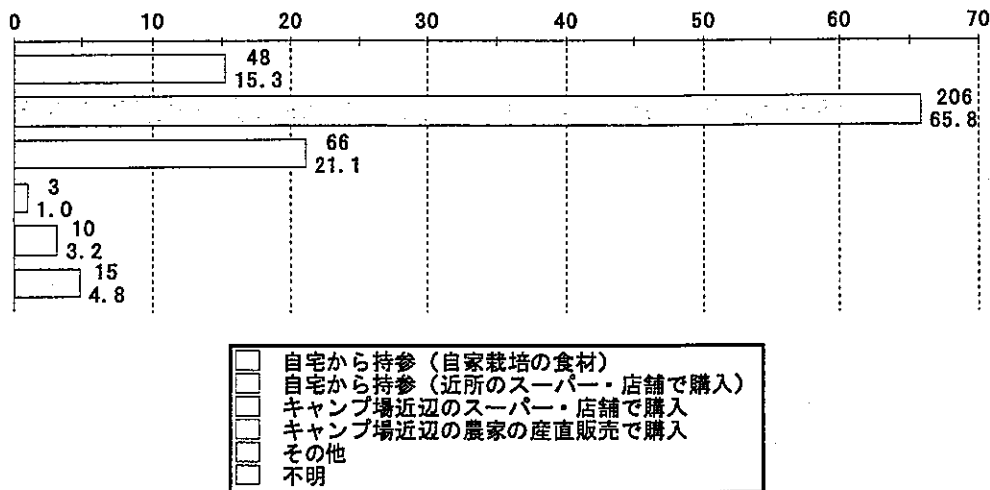 0 10 20 30 40 50 60 70
48
15.3
206
65.8
66
21.1
3
1.0
10
3.2
15
4.8
自宅から持参（自家栽培の食材）
自宅から持参（近所のスーパー・店舗で購入）
キャンプ場近辺のスーパー・店舗で購入
キャンプ場近辺の農家の産直販売で購入
その他
不明